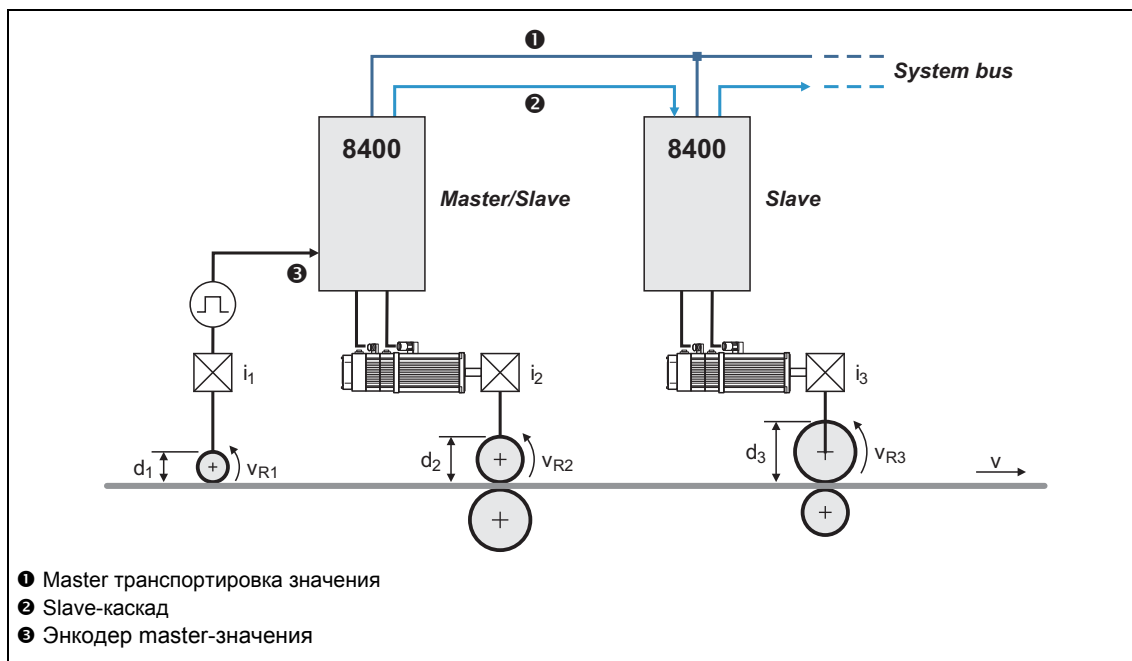 ❶
System bus
❷
8400
8400
Master/Slave
Slave
❸
i1
i2
i3
d1
vR1
d2
vR2
d3
vR3
v
❶ Master транспортировка значения
❷ Slave-каскад
❸ Энкодер master-значения